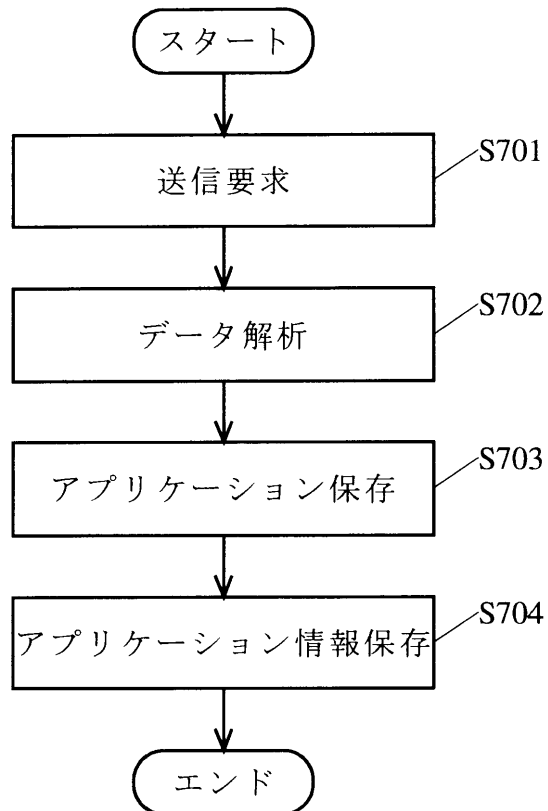 スタート
送信要求
S701
データ解析
S702
アプリケーション保存
S703
アプリケーション情報保存
S704
エンド